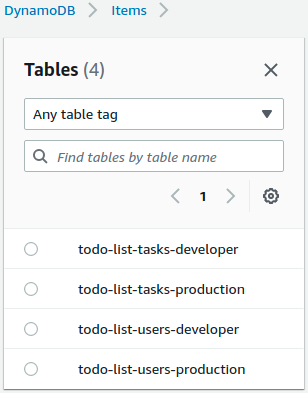 DynamoDB > Items >
Tables (4)
Any table tag
Find tables by table name
1
todo-list-tasks-developer
todo-list-tasks-production
todo-list-users-developer
todo-list-users-production